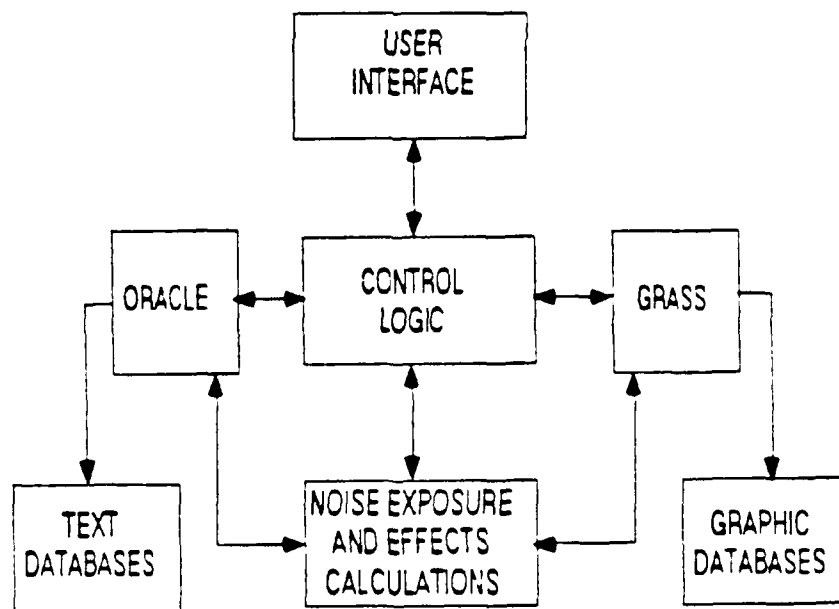 USER
INTERFACE
ORACLE
CONTROL
LOGIC
GRASS
TEXT
DATABASES
NOISE EXPOSURE
AND EFFECTS
CALCULATIONS
GRAPHIC
DATABASES